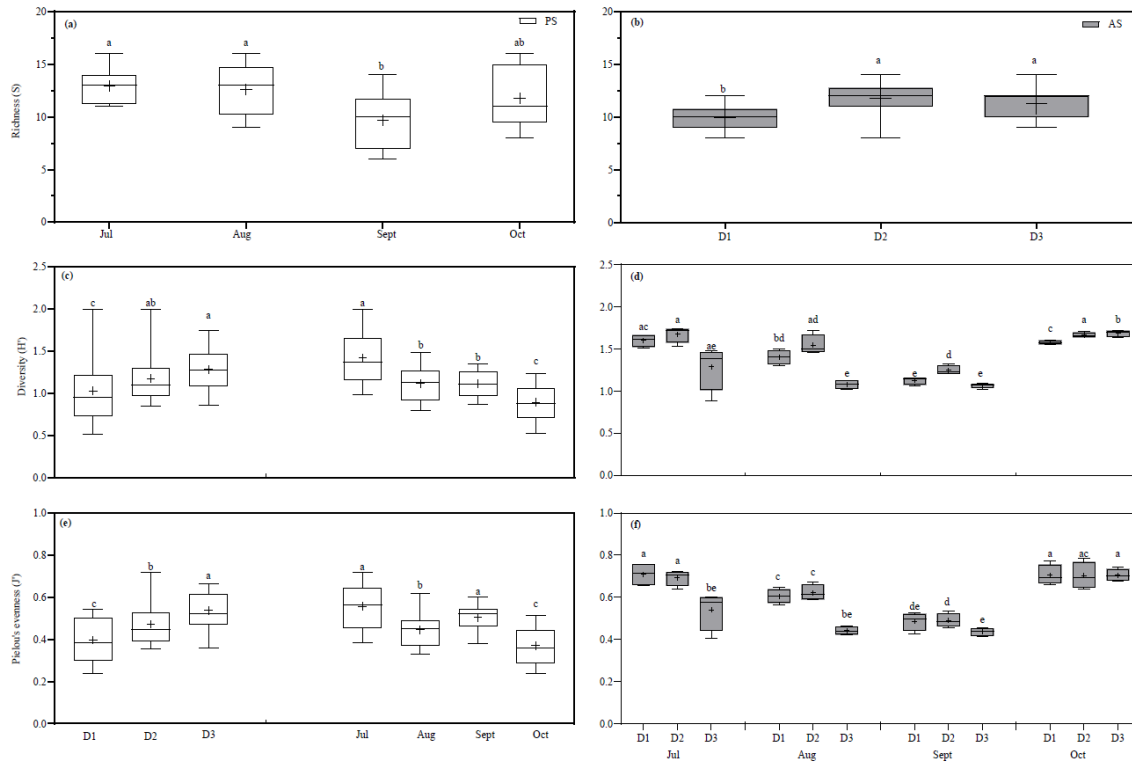 (a)
PS
Richness (S)
20
15
10
5
0
a
a
b
ab
Jul
Aug
Sept
Oct
(b)
AS
20
15
10
5
0
b
a
a
D1
D2
D3
(c)
Diversity (H')
2.5
2.0
1.5
1.0
0.5
0.0
c
ab
a
a
b
b
c
(d)
2.5
2.0
1.5
1.0
0.5
0.0
ac
a
ae
bd
ad
e
e
d
e
c
a
b
(e)
Pielou's evenness (J')
1.0
0.8
0.6
0.4
0.2
0.0
c
b
a
a
b
a
c
D1
D2
D3
Jul
Aug
Sept
Oct
(f)
1.0
0.8
0.6
0.4
0.2
0.0
a
a
be
c
c
be
de
d
e
a
ac
a
D1 D2 D3 D1 D2 D3 D1 D2 D3 D1 D2 D3
Jul Aug Sept Oct